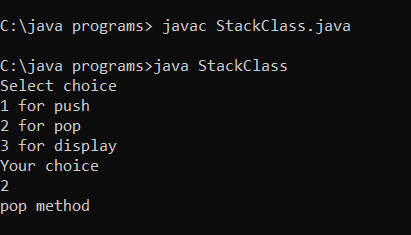 C:\java programs> javac StackClass.java
C:\java programs>java StackClass
Select choice
1 for push
2 for pop
3 for display
Your choice
2
pop method